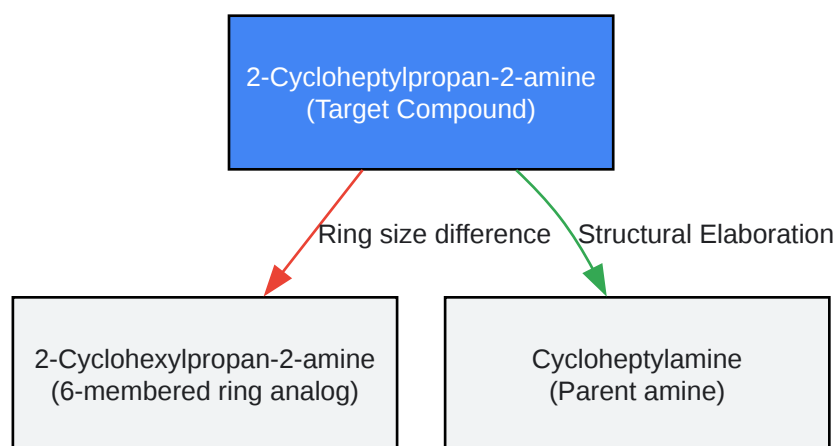 2-Cycloheptylpropan-2-amine
(Target Compound)
Ring size difference
Structural Elaboration
2-Cyclohexylpropan-2-amine
(6-membered ring analog)
Cycloheptylamine
(Parent amine)